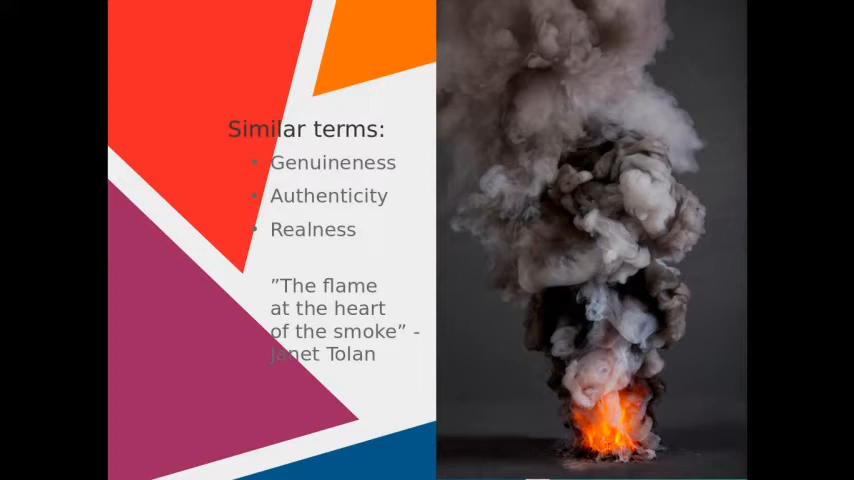 Similar terms:
• Genuineness
• Authenticity
• Realness
”The flame
at the heart
of the smoke” -
Janet Tolan